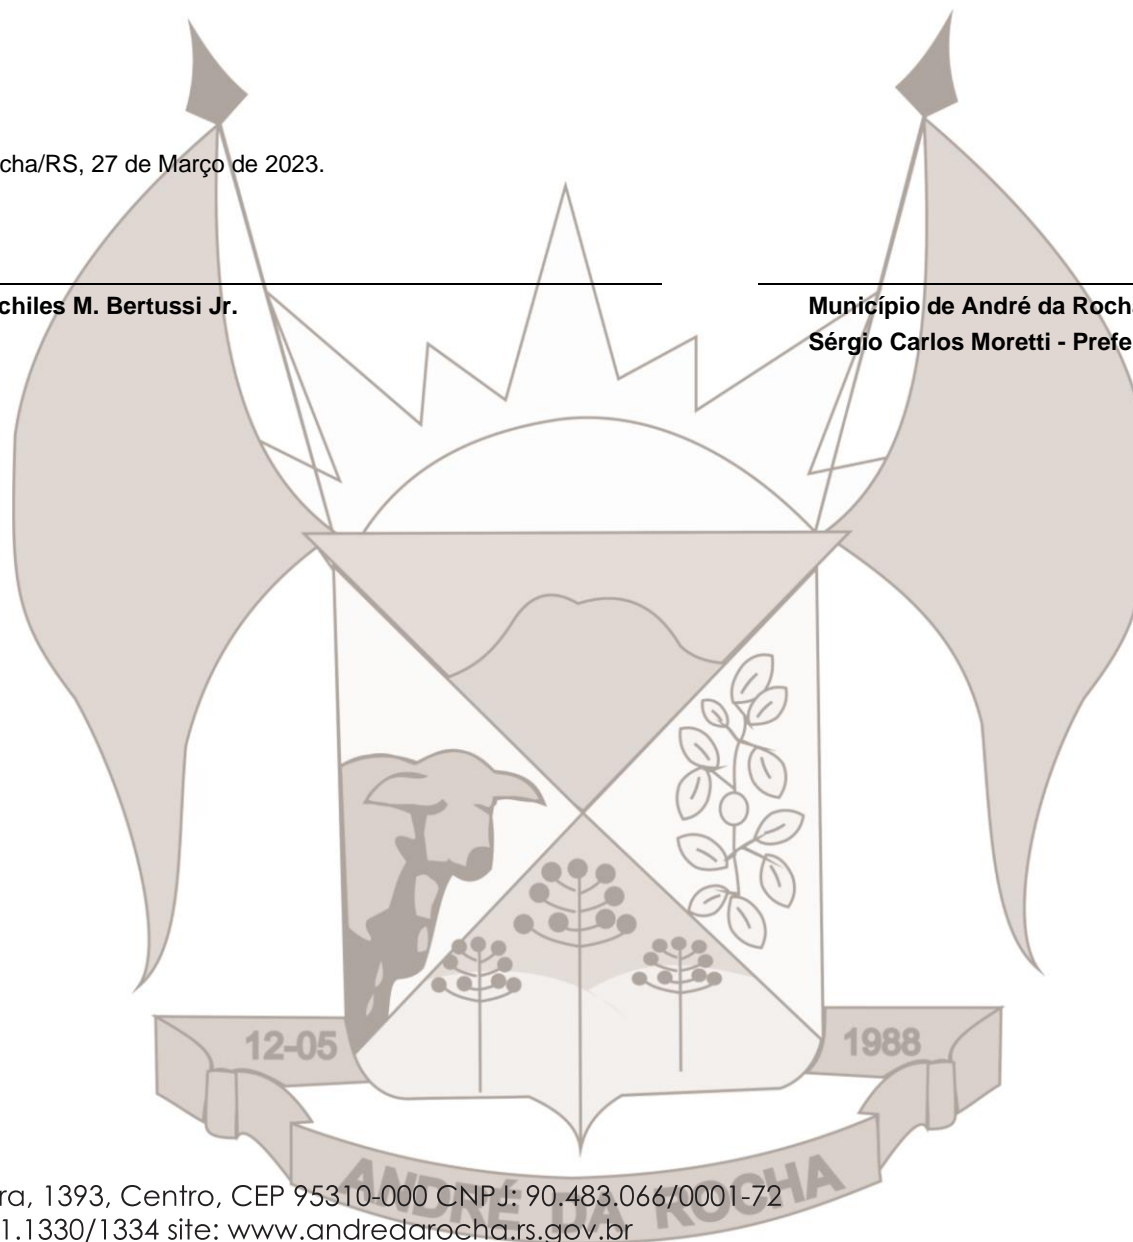 cha/RS, 27 de Março de 2023.
chiles M. Bertussi Jr.
Município de André da Roch
Sérgio Carlos Moretti - Prefe
12-05
1988
ANDRÉ DA ROCHA
ra, 1393, Centro, CEP 95310-000 CNPJ: 90.483.066/0001-72
1.1330/1334 site: www.andredarocha.rs.gov.br